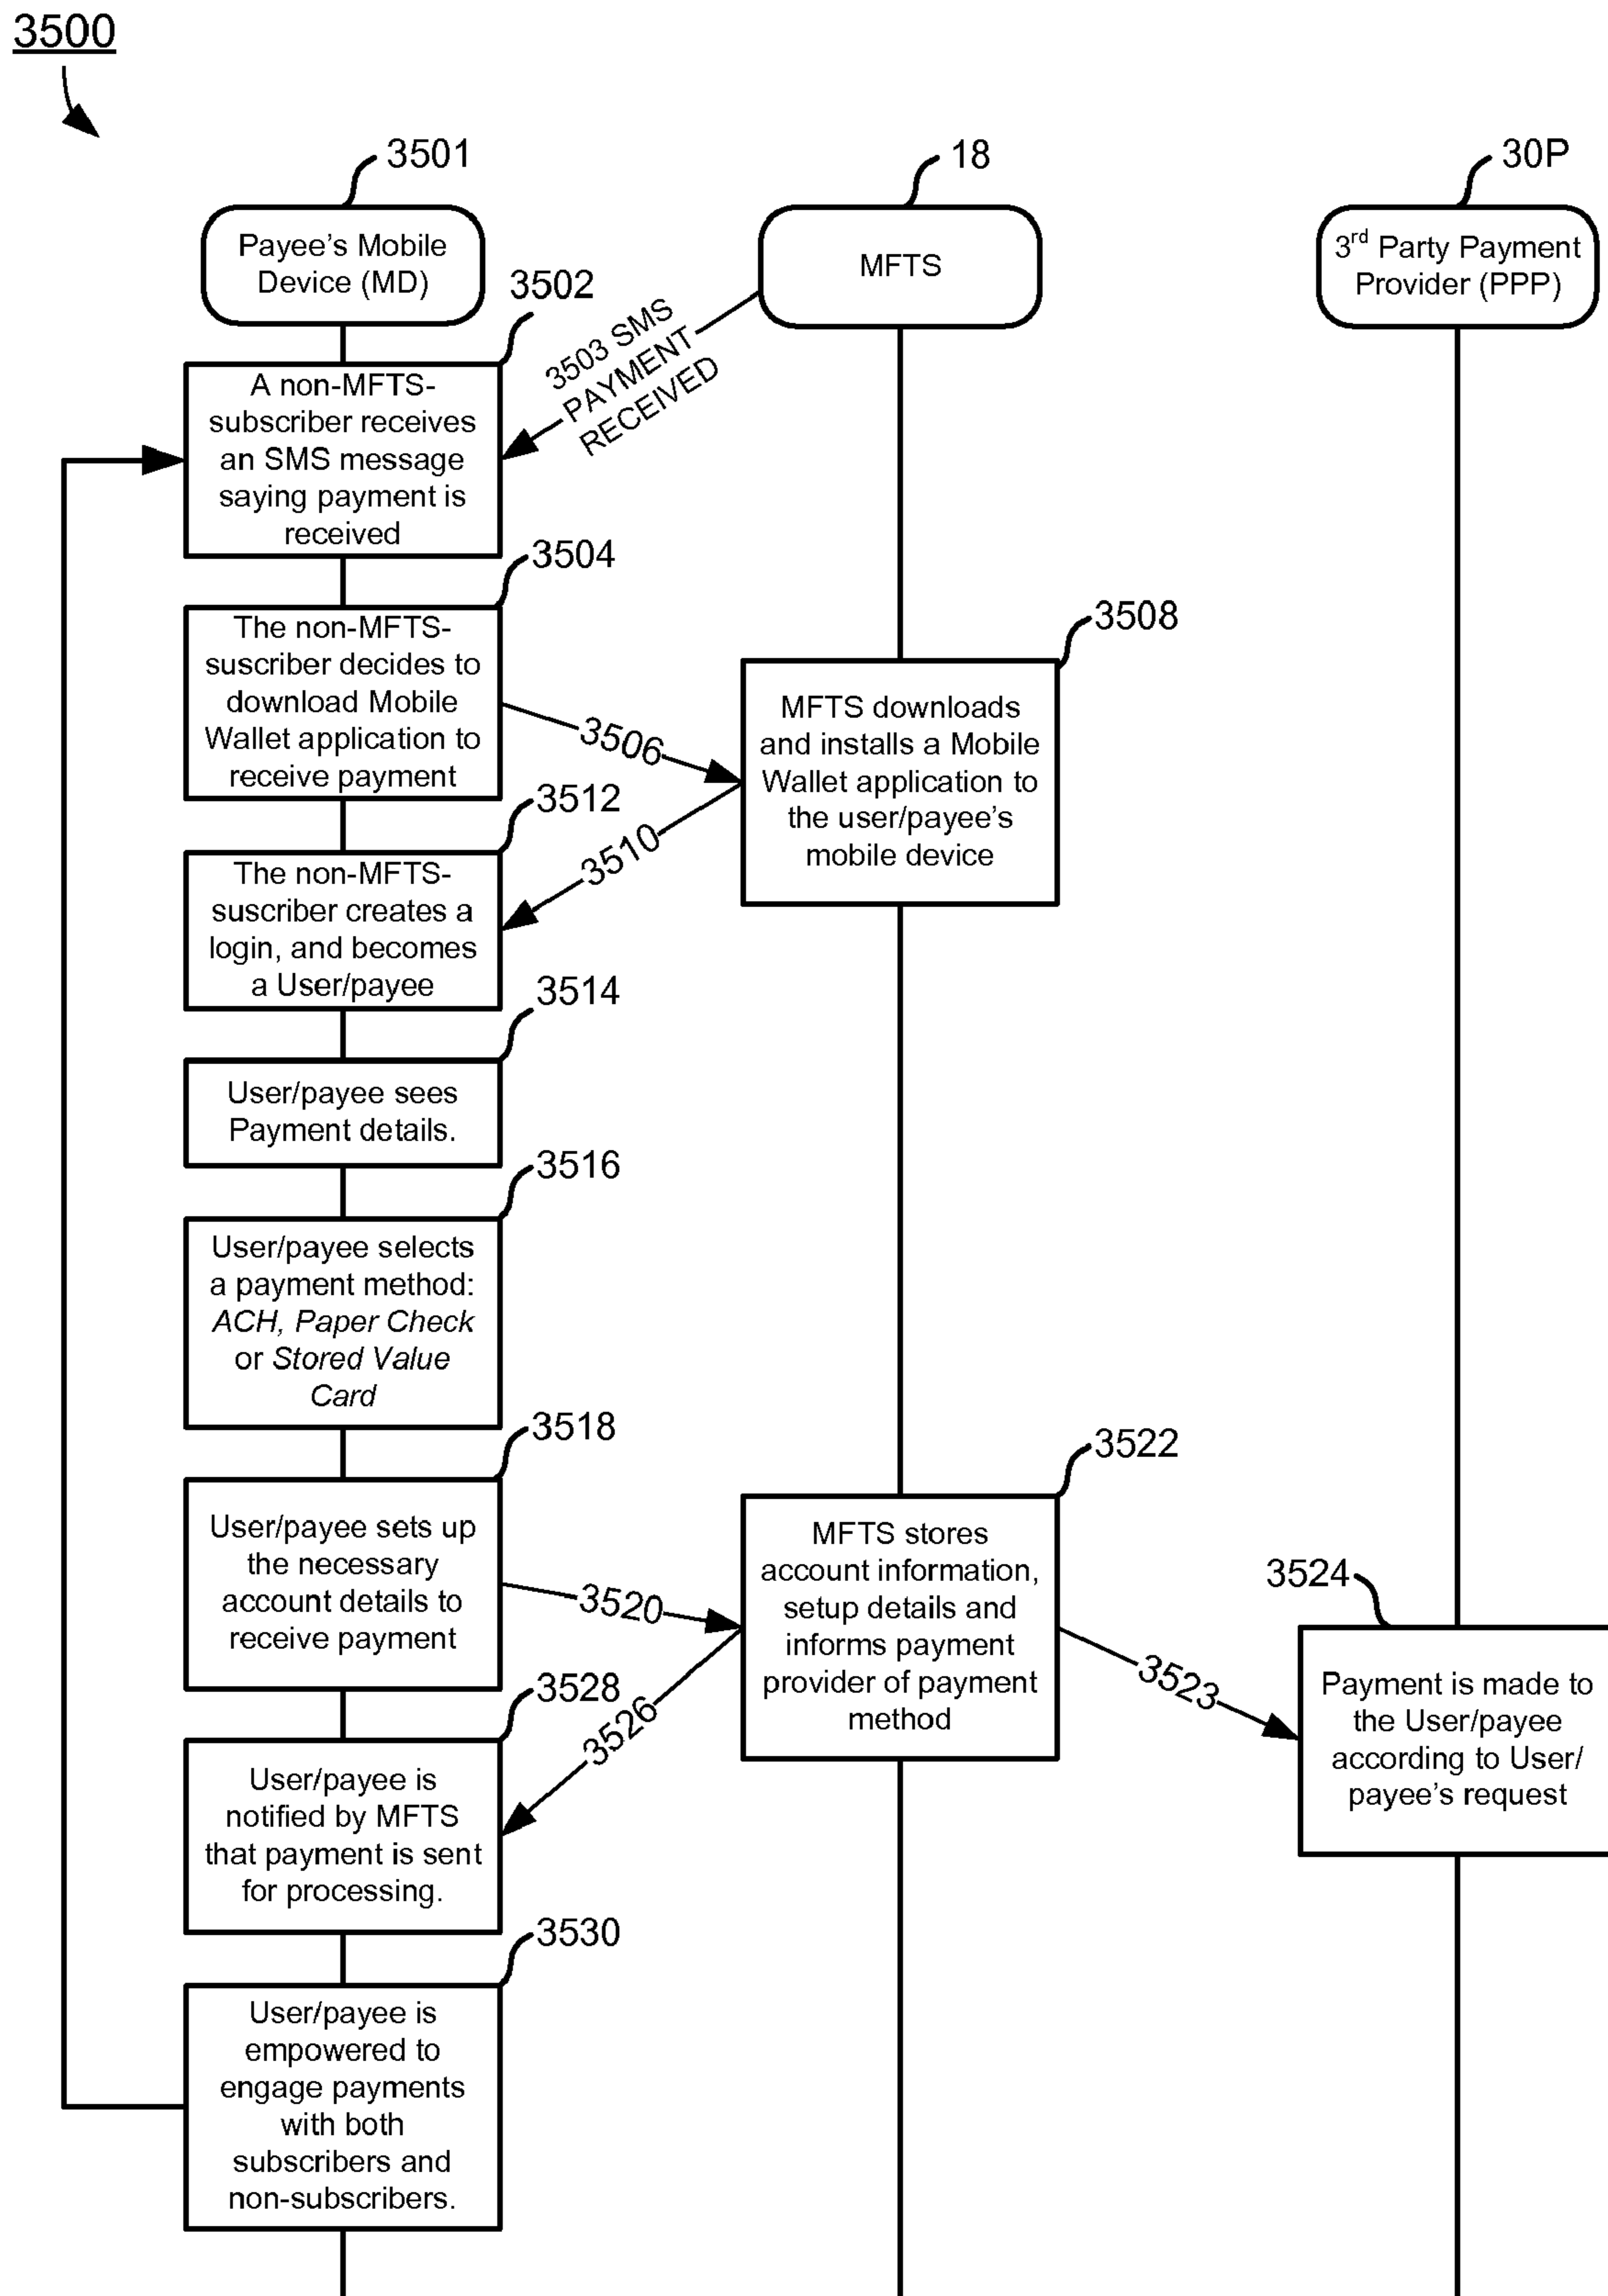 3500
3501
18
30P
Payee's Mobile
Device (MD)
MFTS
3rd Party Payment
Provider (PPP)
3502
3503 SMS
PAYMENT
RECEIVED
A non-MFTS-
subscriber receives
an SMS message
saying payment is
received
3504
The non-MFTS-
suscriber decides to
download Mobile
Wallet application to
receive payment
3506
3508
MFTS downloads
and installs a Mobile
Wallet application to
the user/payee's
mobile device
3510
3512
The non-MFTS-
suscriber creates a
login, and becomes
a User/payee
3514
User/payee sees
Payment details.
3516
User/payee selects
a payment method:
ACH, Paper Check
or Stored Value
Card
3518
User/payee sets up
the necessary
account details to
receive payment
3520
3522
MFTS stores
account information,
setup details and
informs payment
provider of payment
method
3523
3524
Payment is made to
the User/payee
according to User/
payee's request
3526
3528
User/payee is
notified by MFTS
that payment is sent
for processing.
3530
User/payee is
empowered to
engage payments
with both
subscribers and
non-subscribers.